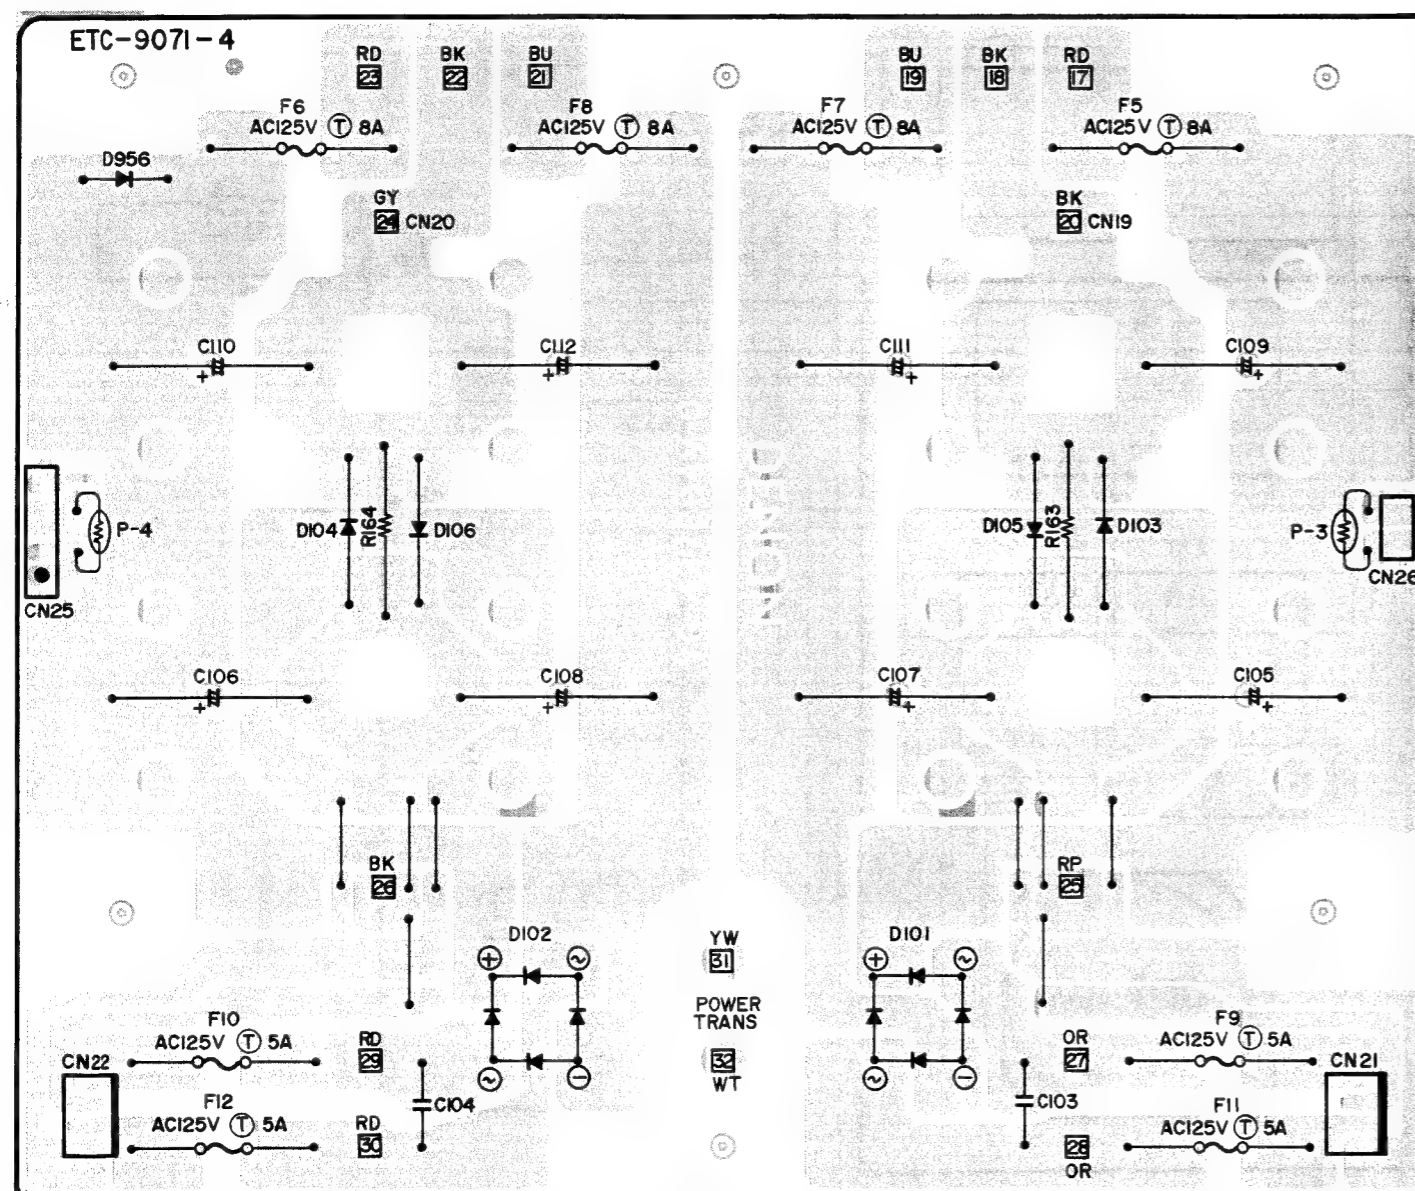 ETC-9071-4
RD BK BU BU BK RD
23 22 21 19 18 17
F6 F8 F7 F5
AC125V T 8A AC125V T 8A AC125V T 8A AC125V T 8A
D956
GY BK
24 CN20 20 CN19
C110 C112 C111 C109
+ + + +
DENON
P-4 D104 R164 D106 D105 R163 D103 P-3
CN25 CN26
C106 C108 C107 C105
+ + + +
BK RP
26 25
D102 YW D101
+ ~ 31 + ~
POWER
TRANS
F10 F9
AC125V T 5A RD OR AC125V T 5A
CN22 29 32 27 CN21
~ − WT ~ −
F12 C104 C103 F11
AC125V T 5A RD AC125V T 5A
30 28
OR